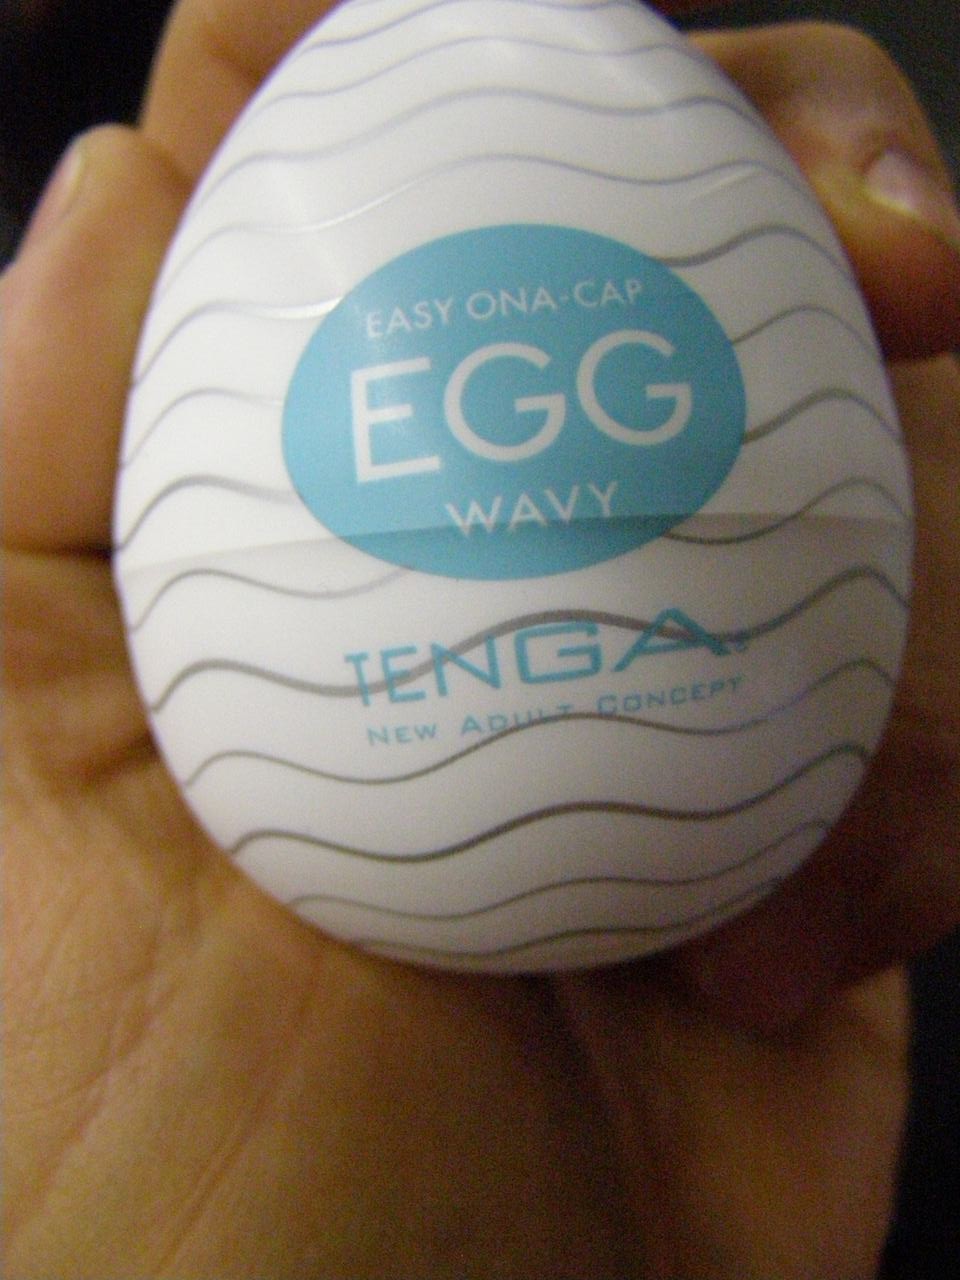 EASY ONA-CAP
EGG
WAVY
TENGA®
NEW ADULT CONCEPT